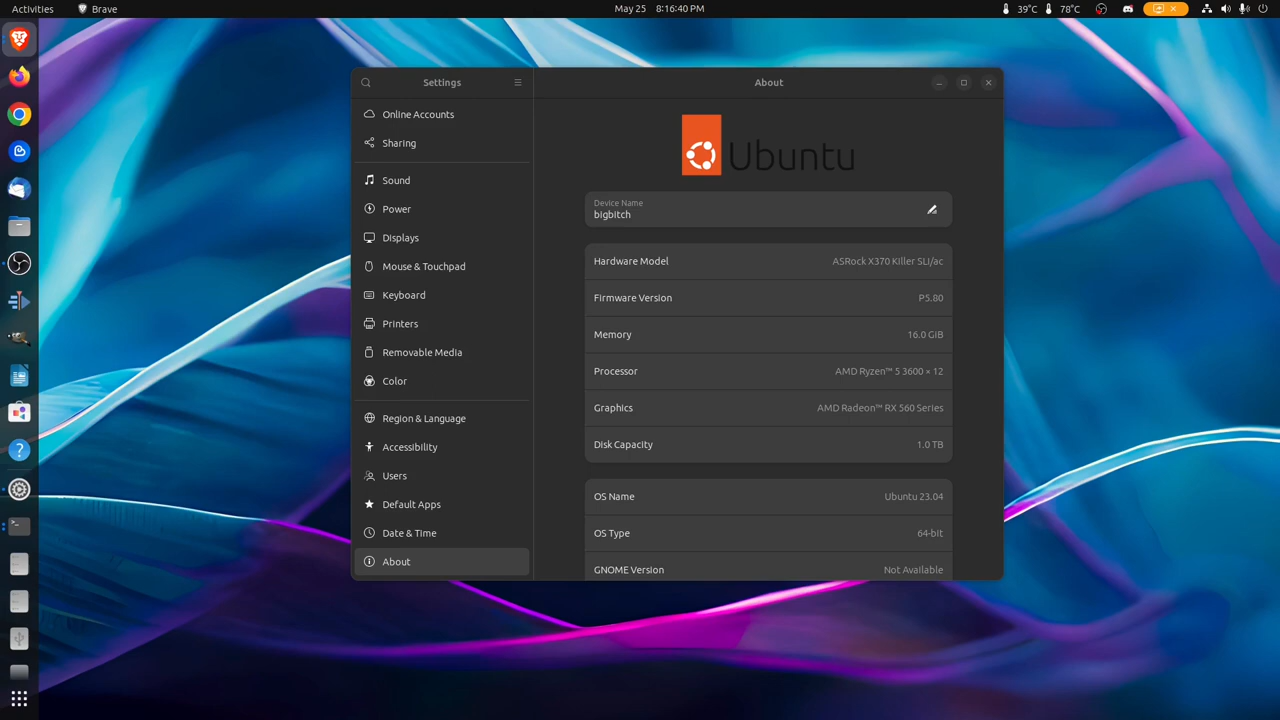 Activities
Brave
May 25 8:16:40 PM
39°C
78°C
Settings
About
Online Accounts
Sharing
Sound
Power
Displays
Mouse & Touchpad
Keyboard
Printers
Removable Media
Color
Region & Language
Accessibility
Users
Default Apps
Date & Time
About
Ubuntu
Device Name
bigbitch
Hardware Model ASRock X370 Killer SLI/ac
Firmware Version P5.80
Memory 16.0 GiB
Processor AMD Ryzen™ 5 3600 × 12
Graphics AMD Radeon™ RX 560 Series
Disk Capacity 1.0 TB
OS Name Ubuntu 23.04
OS Type 64-bit
GNOME Version Not Available